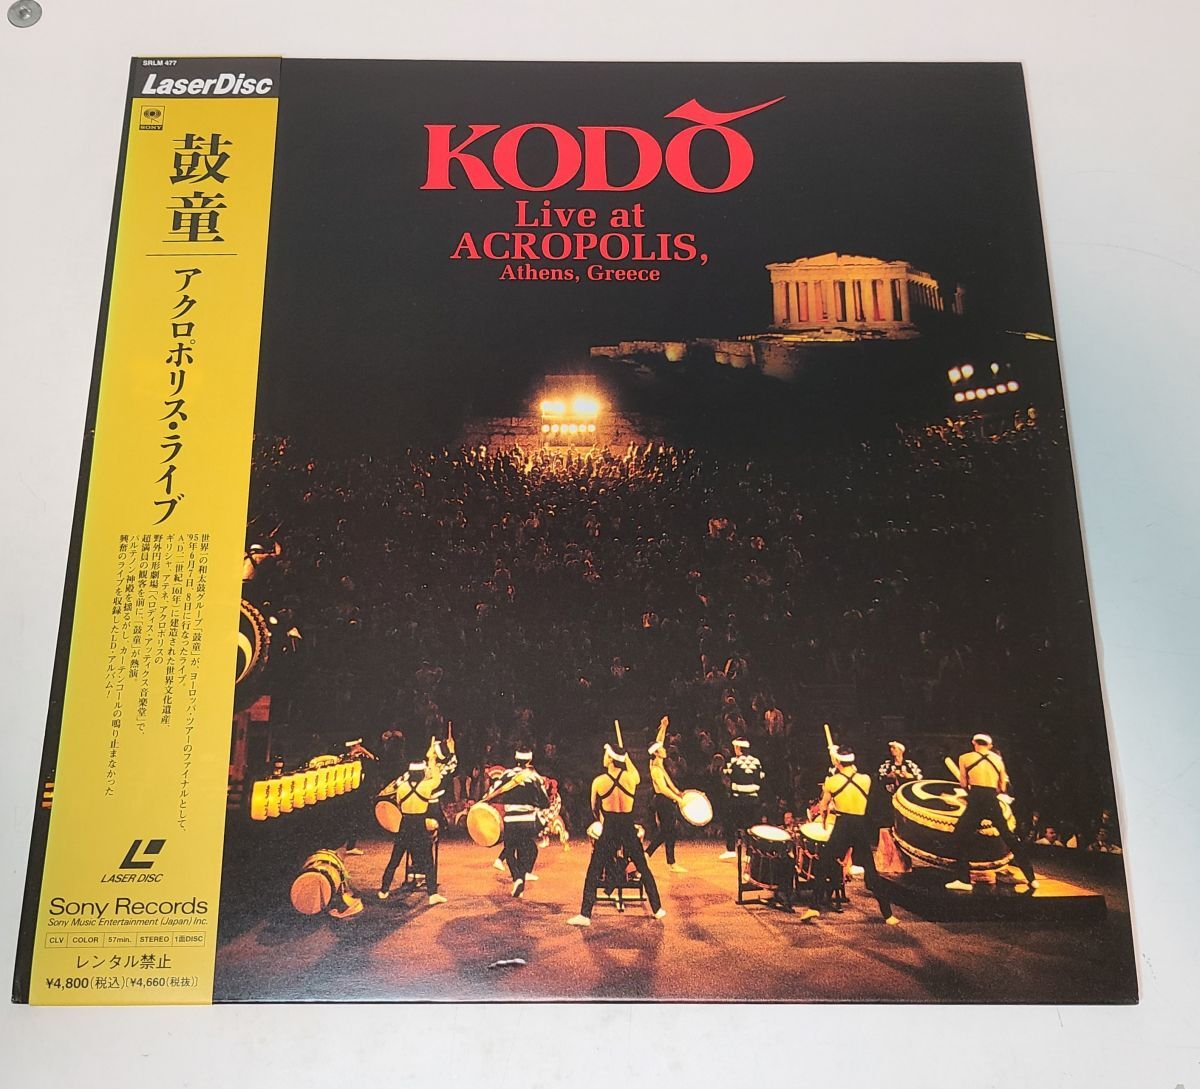 SRLM 477
LaserDisc
SONY
鼓童
アクロポリス・ライブ
世界一の和太鼓グループ「鼓童」が、ヨーロッパ・ツアーのファイナルとして、
'95年6月7日、8日に行なったライブ。
A.D.二世紀(161年)に建造された世界文化遺産、
ギリシャ、アテネ、アクロポリスの
野外円形劇場「ヘロディス・アッティクス音楽堂」で、
超満員の観客を前に、「鼓童」が熱演。
パルテノン神殿を揺るがし、カーテンコールの鳴り止まなかった
興奮のライブを収録したLD・アルバム!
LASER DISC
Sony Records
Sony Music Entertainment (Japan) Inc.
CLV COLOR 57min. STEREO 1面DISC
レンタル禁止
¥4,800(税込)〔¥4,660(税抜)〕
KODŌ
Live at
ACROPOLIS,
Athens, Greece